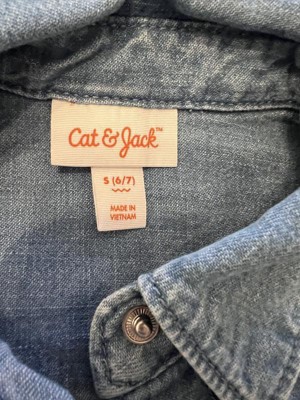 Cat & Jack™
S (6/7)
MADE IN
VIETNAM